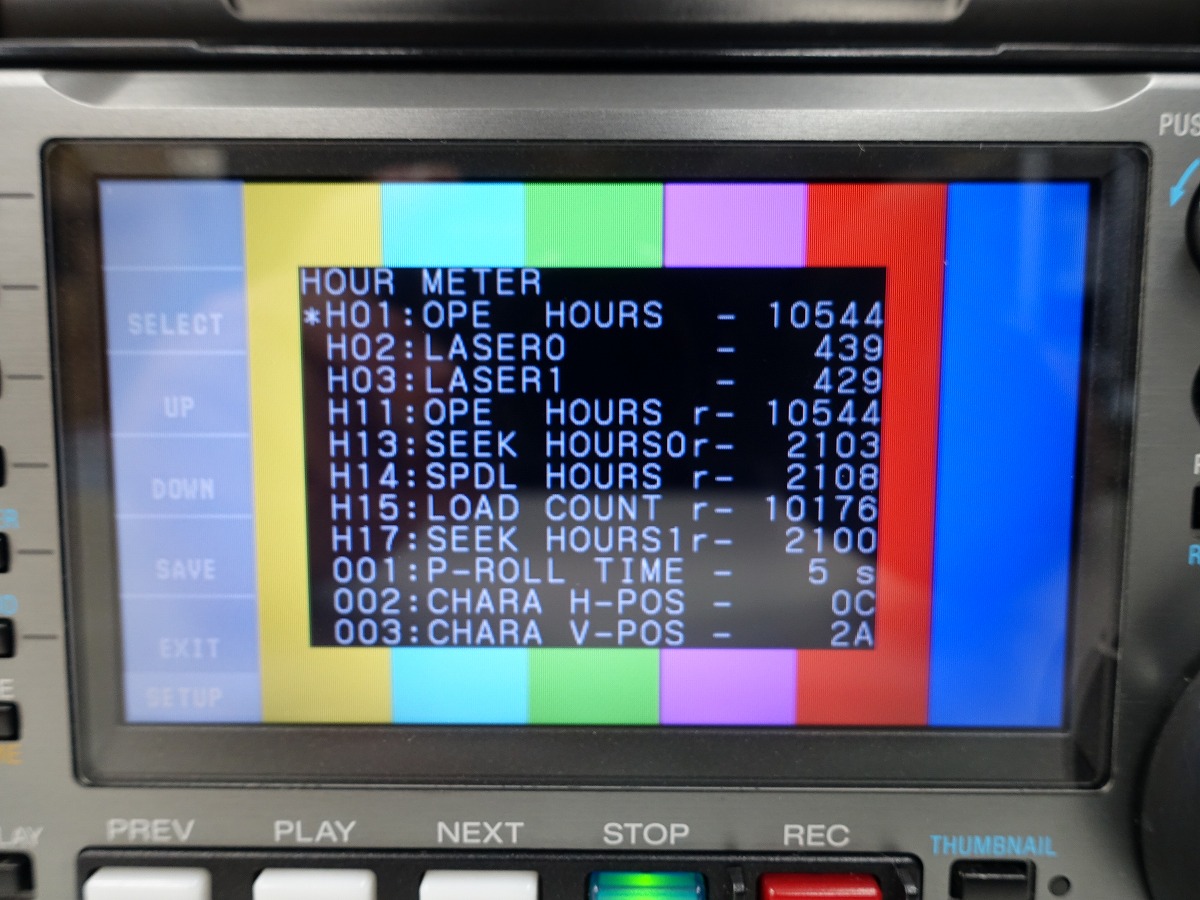 PUS
HOUR METER
*H01:OPE HOURS - 10544
H02:LASER0 - 439
H03:LASER1 - 429
H11:OPE HOURS r- 10544
H13:SEEK HOURS0r- 2103
H14:SPDL HOURS r- 2108
H15:LOAD COUNT r- 10176
H17:SEEK HOURS1r- 2100
001:P-ROLL TIME - 5 s
002:CHARA H-POS - 0C
003:CHARA V-POS - 2A
SELECT
UP
DOWN
SAVE
EXIT
SETUP
PREV
PLAY
NEXT
STOP
REC
THUMBNAIL